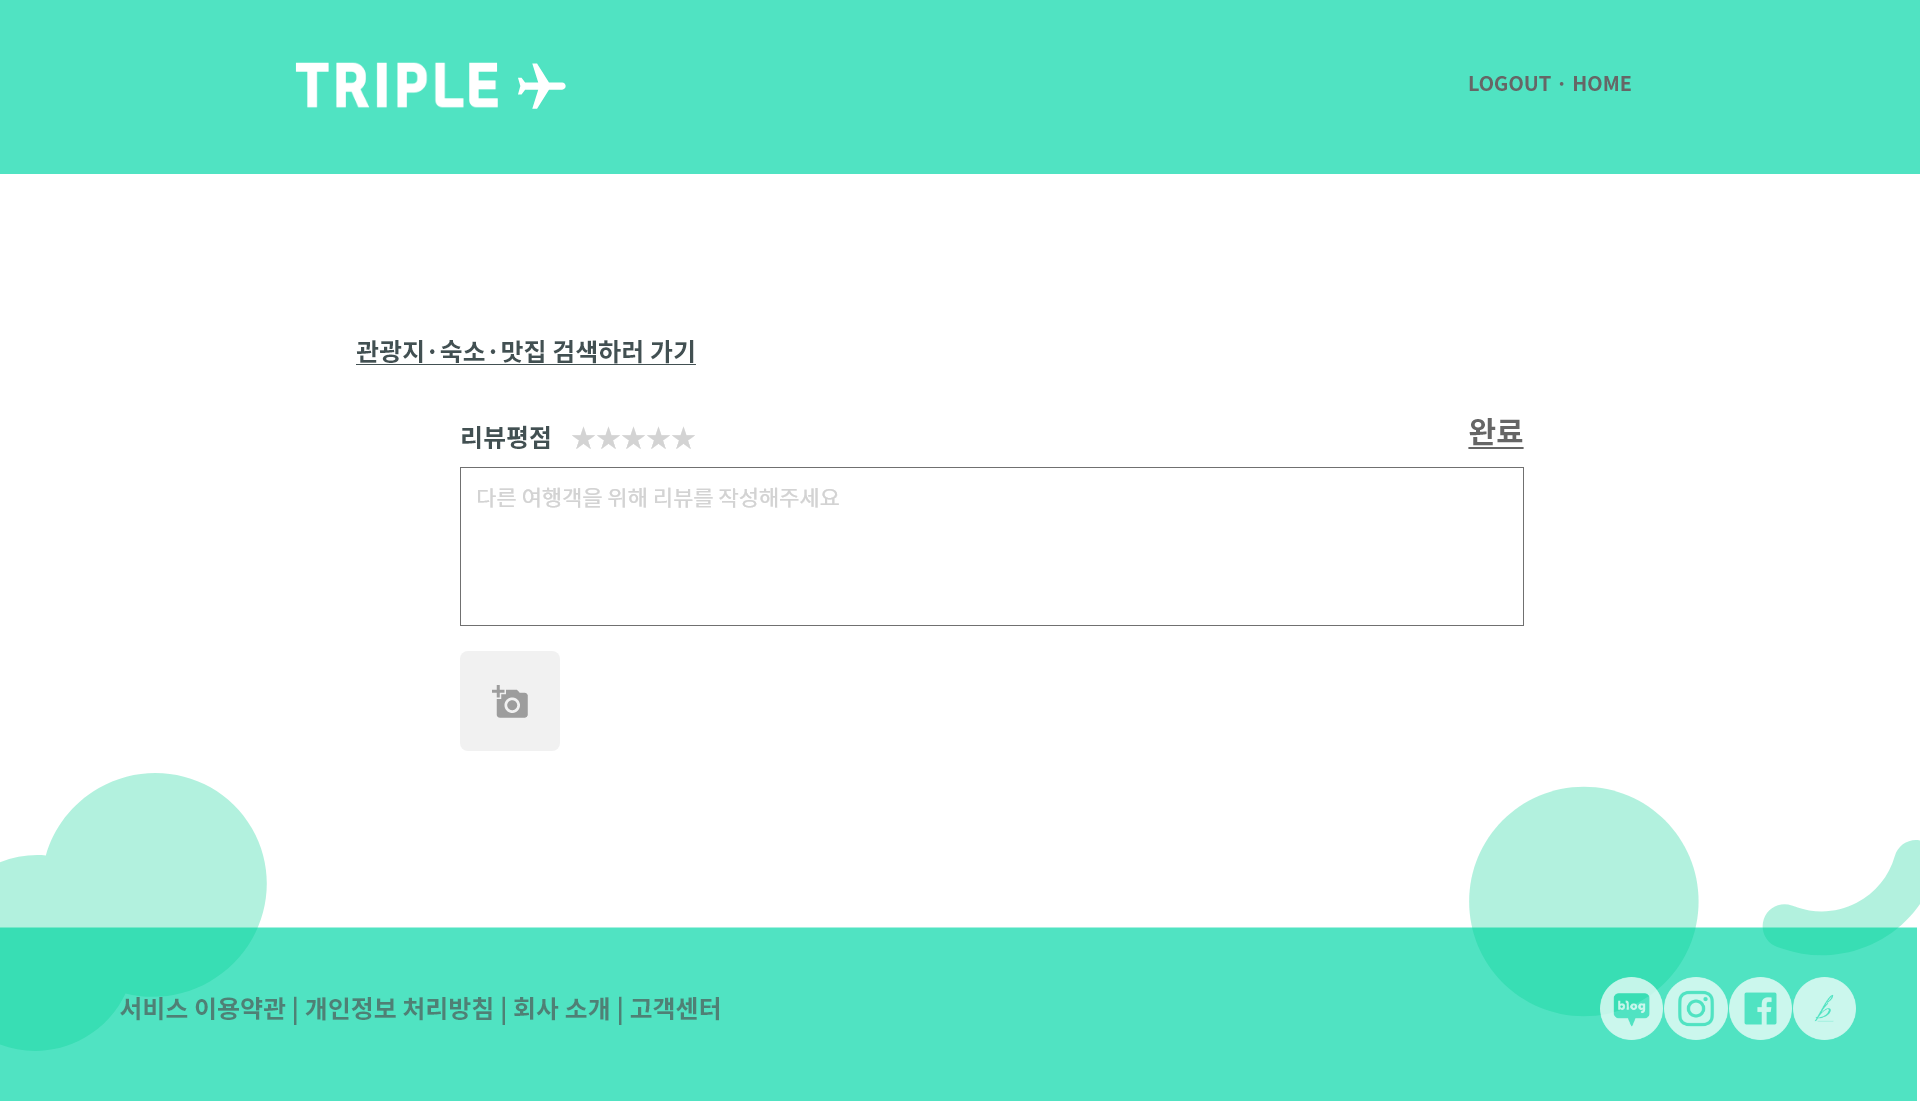 TRIPLE
LOGOUT · HOME
관광지·숙소·맛집 검색하러 가기
리뷰평점 ★★★★★
완료
다른 여행객을 위해 리뷰를 작성해주세요
서비스 이용약관 | 개인정보 처리방침 | 회사 소개 | 고객센터
blog
b